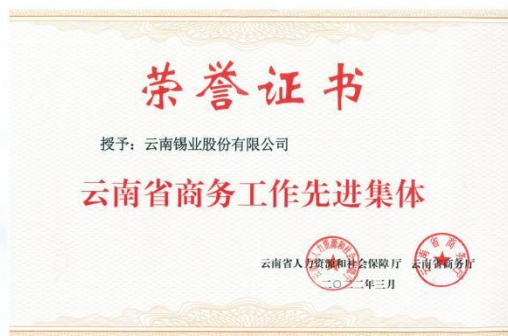 荣誉证书
授予：云南锡业股份有限公司
云南省商务工作先进集体
云南省人力资源和社会保障厅 云南省商务厅
二〇二二年三月